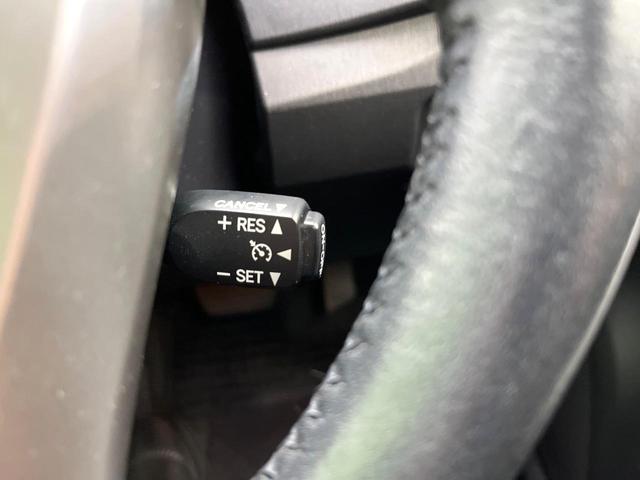 CANCEL ▽
+ RES ▲
◀
− SET ▼
ON-OFF